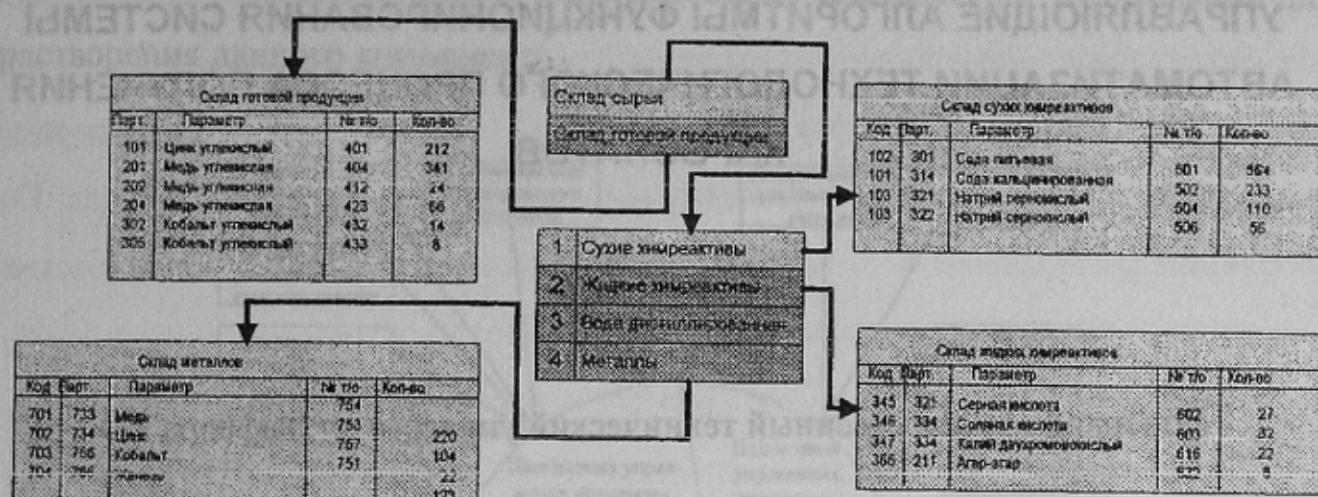 Склад готовой продукции
Парт. Параметр № т/о Кол-во
101 Цинк углекислый 401 212
201 Медь углекислая 404 341
202 Медь углекислая 412 24
204 Медь углекислая 423 66
302 Кобальт углекислый 432 14
305 Кобальт углекислый 433 8
Склад сырья
Склад готовой продукции
Склад сухих химреактивов
Код Парт. Параметр № т/о Кол-во
102 301 Сода питьевая 501 564
101 314 Сода кальцинированная 502 233
103 321 Натрий сернокислый 504 110
103 322 Натрий сернокислый 506 56
1 Сухие химреактивы
2 Жидкие химреактивы
3 Вода дистиллированная
4 Металлы
Склад металлов
Код Парт. Параметр № т/о Кол-во
701 733 Медь 754
702 734 Цинк 753 220
703 766 Кобальт 757 104
751 22
Склад жидких химреактивов
Код Парт. Параметр № т/о Кол-во
345 321 Серная кислота 602 27
346 334 Соляная кислота 603 32
347 334 Калий 616 22
366 211 Агар-агар